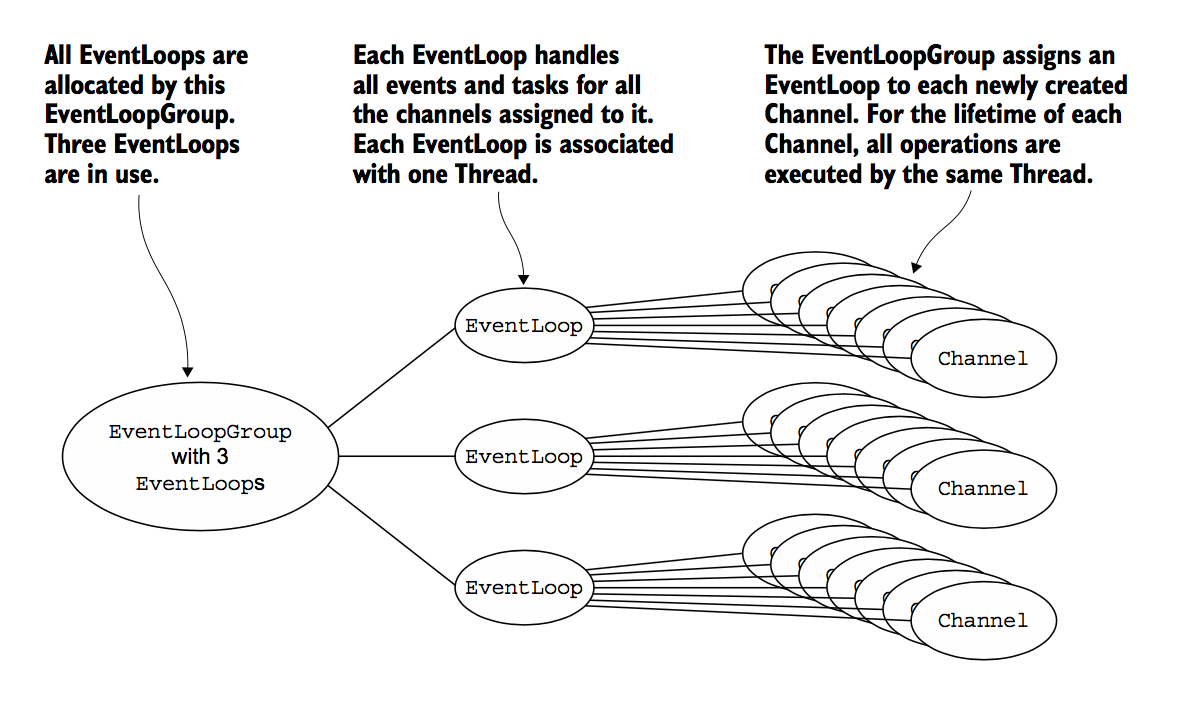 All EventLoops are
allocated by this
EventLoopGroup.
Three EventLoops
are in use.
Each EventLoop handles
all events and tasks for all
the channels assigned to it.
Each EventLoop is associated
with one Thread.
The EventLoopGroup assigns an
EventLoop to each newly created
Channel. For the lifetime of each
Channel, all operations are
executed by the same Thread.
EventLoopGroup
with 3
EventLoops
EventLoop
Channel
EventLoop
Channel
EventLoop
Channel